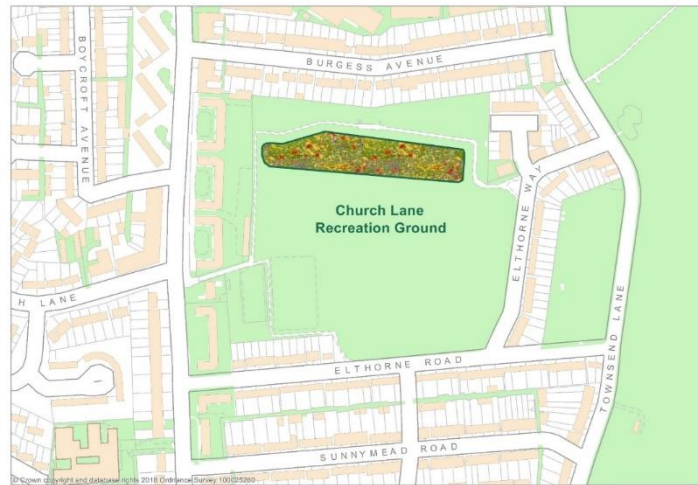 BURGESS AVENUE
BOYCROFT AVENUE
Church Lane
Recreation Ground
ELTHORNE WAY
H LANE
TOWNSEND LANE
ELTHORNE ROAD
SUNNYMEAD ROAD
© Crown copyright and database rights 2018 Ordnance Survey 100025260